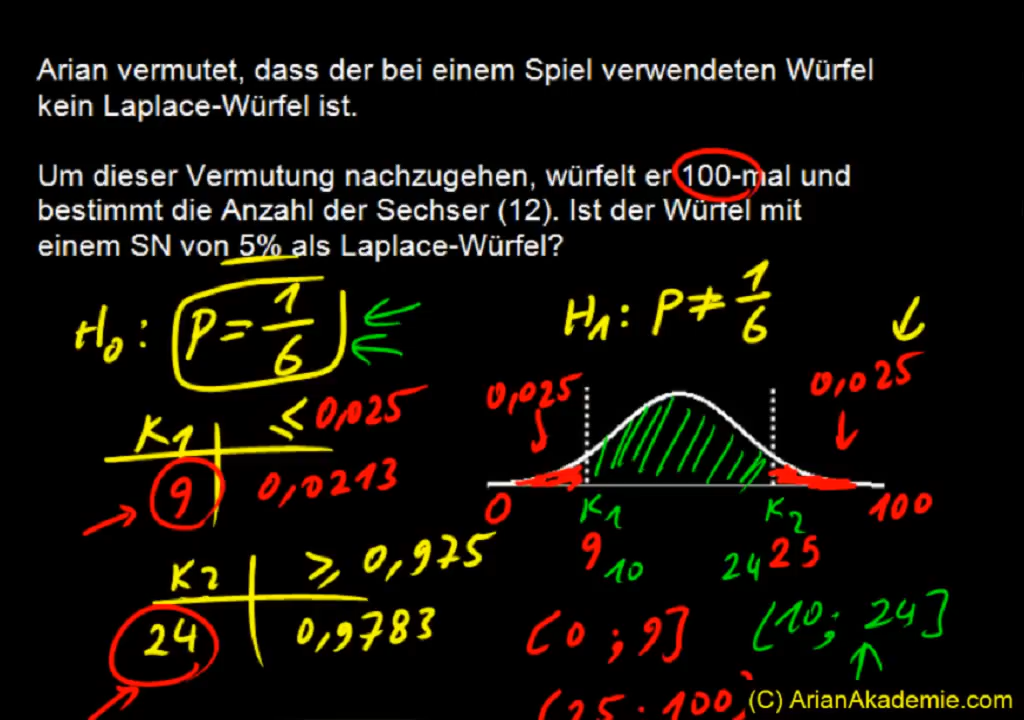 Arian vermutet, dass der bei einem Spiel verwendeten Würfel
kein Laplace-Würfel ist.
Um dieser Vermutung nachzugehen, würfelt er 100-mal und
bestimmt die Anzahl der Sechser (12). Ist der Würfel mit
einem SN von 5% als Laplace-Würfel?
H₀: P = 1/6
H₁: P ≠ 1/6
K1 ≤ 0,025
9 0,0213
0,025 0,025
0 K1 K2 100
9 10 24 25
K2 ≥ 0,975
24 0,9783
[0 ; 9] [10; 24]
[25 ; 100]
(C) ArianAkademie.com